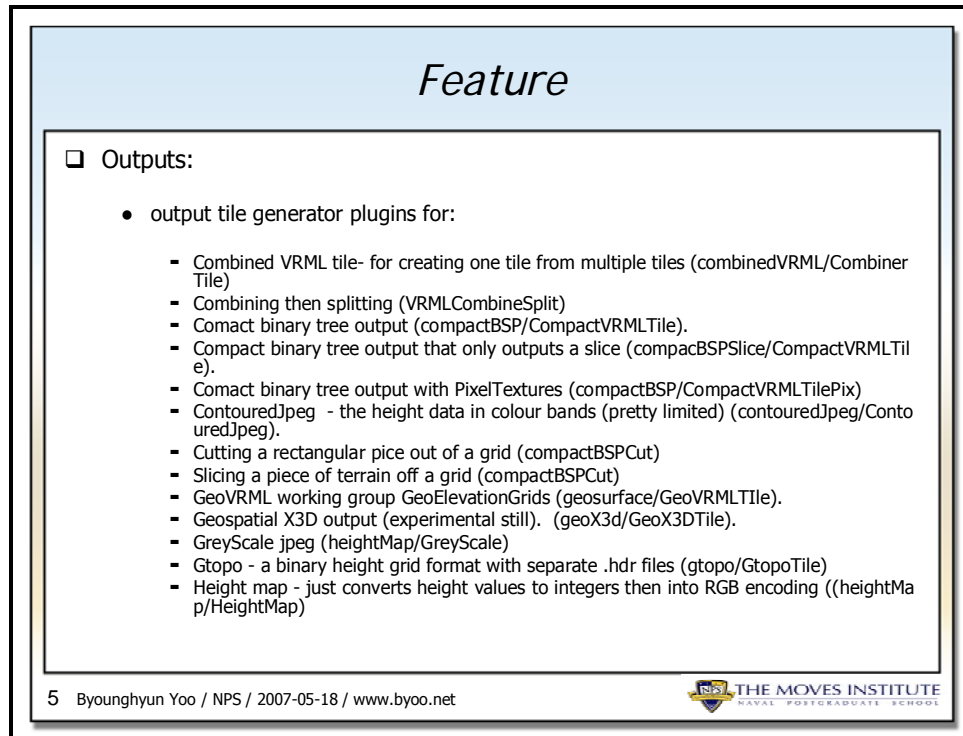 Feature
❑ Outputs:
● output tile generator plugins for:
- Combined VRML tile- for creating one tile from multiple tiles (combinedVRML/Combiner
Tile)
- Combining then splitting (VRMLCombineSplit)
- Comact binary tree output (compactBSP/CompactVRMLTile).
- Compact binary tree output that only outputs a slice (compacBSPSlice/CompactVRMLTil
e).
- Comact binary tree output with PixelTextures (compactBSP/CompactVRMLTilePix)
- ContouredJpeg - the height data in colour bands (pretty limited) (contouredJpeg/Conto
uredJpeg).
- Cutting a rectangular pice out of a grid (compactBSPCut)
- Slicing a piece of terrain off a grid (compactBSPCut)
- GeoVRML working group GeoElevationGrids (geosurface/GeoVRMLTIle).
- Geospatial X3D output (experimental still). (geoX3d/GeoX3DTile).
- GreyScale jpeg (heightMap/GreyScale)
- Gtopo - a binary height grid format with separate .hdr files (gtopo/GtopoTile)
- Height map - just converts height values to integers then into RGB encoding ((heightMa
p/HeightMap)
5 Byounghyun Yoo / NPS / 2007-05-18 / www.byoo.net
NPS
THE MOVES INSTITUTE
NAVAL POSTGRADUATE SCHOOL